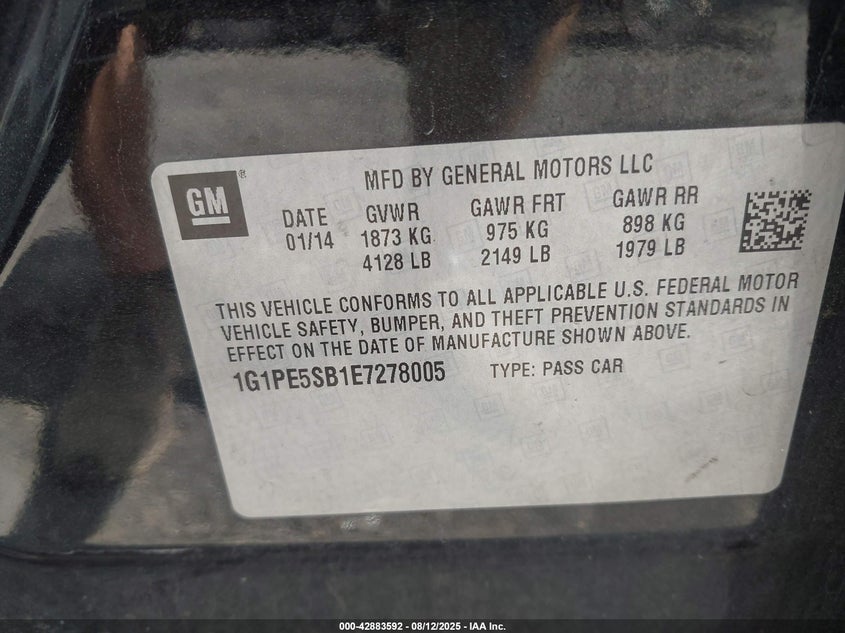 GM
®
MFD BY GENERAL MOTORS LLC
DATE GVWR GAWR FRT GAWR RR
01/14 1873 KG 975 KG 898 KG
4128 LB 2149 LB 1979 LB
THIS VEHICLE CONFORMS TO ALL APPLICABLE U.S. FEDERAL MOTOR
VEHICLE SAFETY, BUMPER, AND THEFT PREVENTION STANDARDS IN
EFFECT ON THE DATE OF MANUFACTURE SHOWN ABOVE.
1G1PE5SB1E7278005 TYPE: PASS CAR
000-42883592 - 08/12/2025 - IAA Inc.